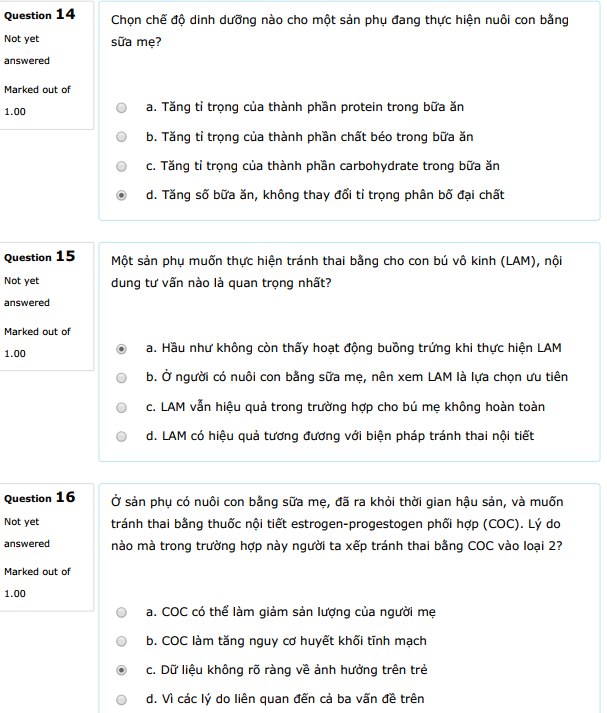 Question 14
Not yet
answered
Marked out of
1.00
Chọn chế độ dinh dưỡng nào cho một sản phụ đang thực hiện nuôi con bằng
sữa mẹ?
a. Tăng tỉ trọng của thành phần protein trong bữa ăn
b. Tăng tỉ trọng của thành phần chất béo trong bữa ăn
c. Tăng tỉ trọng của thành phần carbohydrate trong bữa ăn
d. Tăng số bữa ăn, không thay đổi tỉ trọng phân bố đại chất
Question 15
Not yet
answered
Marked out of
1.00
Một sản phụ muốn thực hiện tránh thai bằng cho con bú vô kinh (LAM), nội
dung tư vấn nào là quan trọng nhất?
a. Hầu như không còn thấy hoạt động buồng trứng khi thực hiện LAM
b. Ở người có nuôi con bằng sữa mẹ, nên xem LAM là lựa chọn ưu tiên
c. LAM vẫn hiệu quả trong trường hợp cho bú mẹ không hoàn toàn
d. LAM có hiệu quả tương đương với biện pháp tránh thai nội tiết
Question 16
Not yet
answered
Marked out of
1.00
Ở sản phụ có nuôi con bằng sữa mẹ, đã ra khỏi thời gian hậu sản, và muốn
tránh thai bằng thuốc nội tiết estrogen-progestogen phối hợp (COC). Lý do
nào mà trong trường hợp này người ta xếp tránh thai bằng COC vào loại 2?
a. COC có thể làm giảm sản lượng của người mẹ
b. COC làm tăng nguy cơ huyết khối tĩnh mạch
c. Dữ liệu không rõ ràng về ảnh hưởng trên trẻ
d. Vì các lý do liên quan đến cả ba vấn đề trên